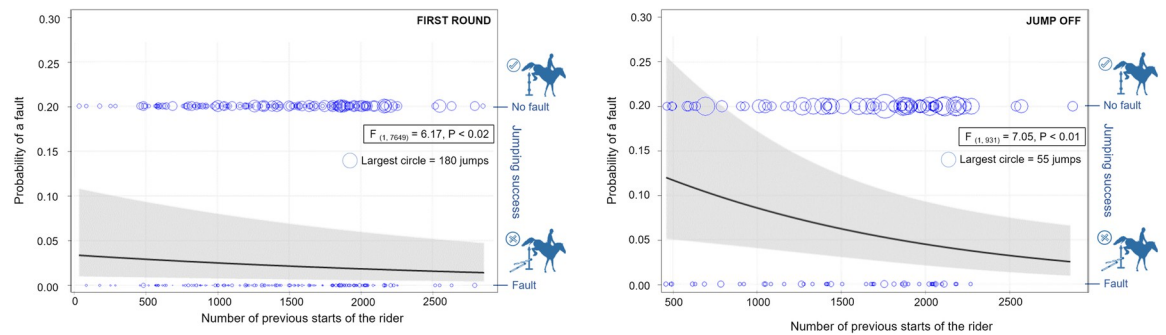 FIRST ROUND
0.30
0.25
0.20
0.15
0.10
0.05
0.00
Probability of a fault
0
500
1000
1500
2000
2500
Number of previous starts of the rider
F (1, 7649) = 6.17, P < 0.02
Largest circle = 180 jumps
No fault
Jumping success
Fault
JUMP OFF
0.30
0.25
0.20
0.15
0.10
0.05
0.00
Probability of a fault
500
1000
1500
2000
2500
Number of previous starts of the rider
F (1, 931) = 7.05, P < 0.01
Largest circle = 55 jumps
No fault
Jumping success
Fault